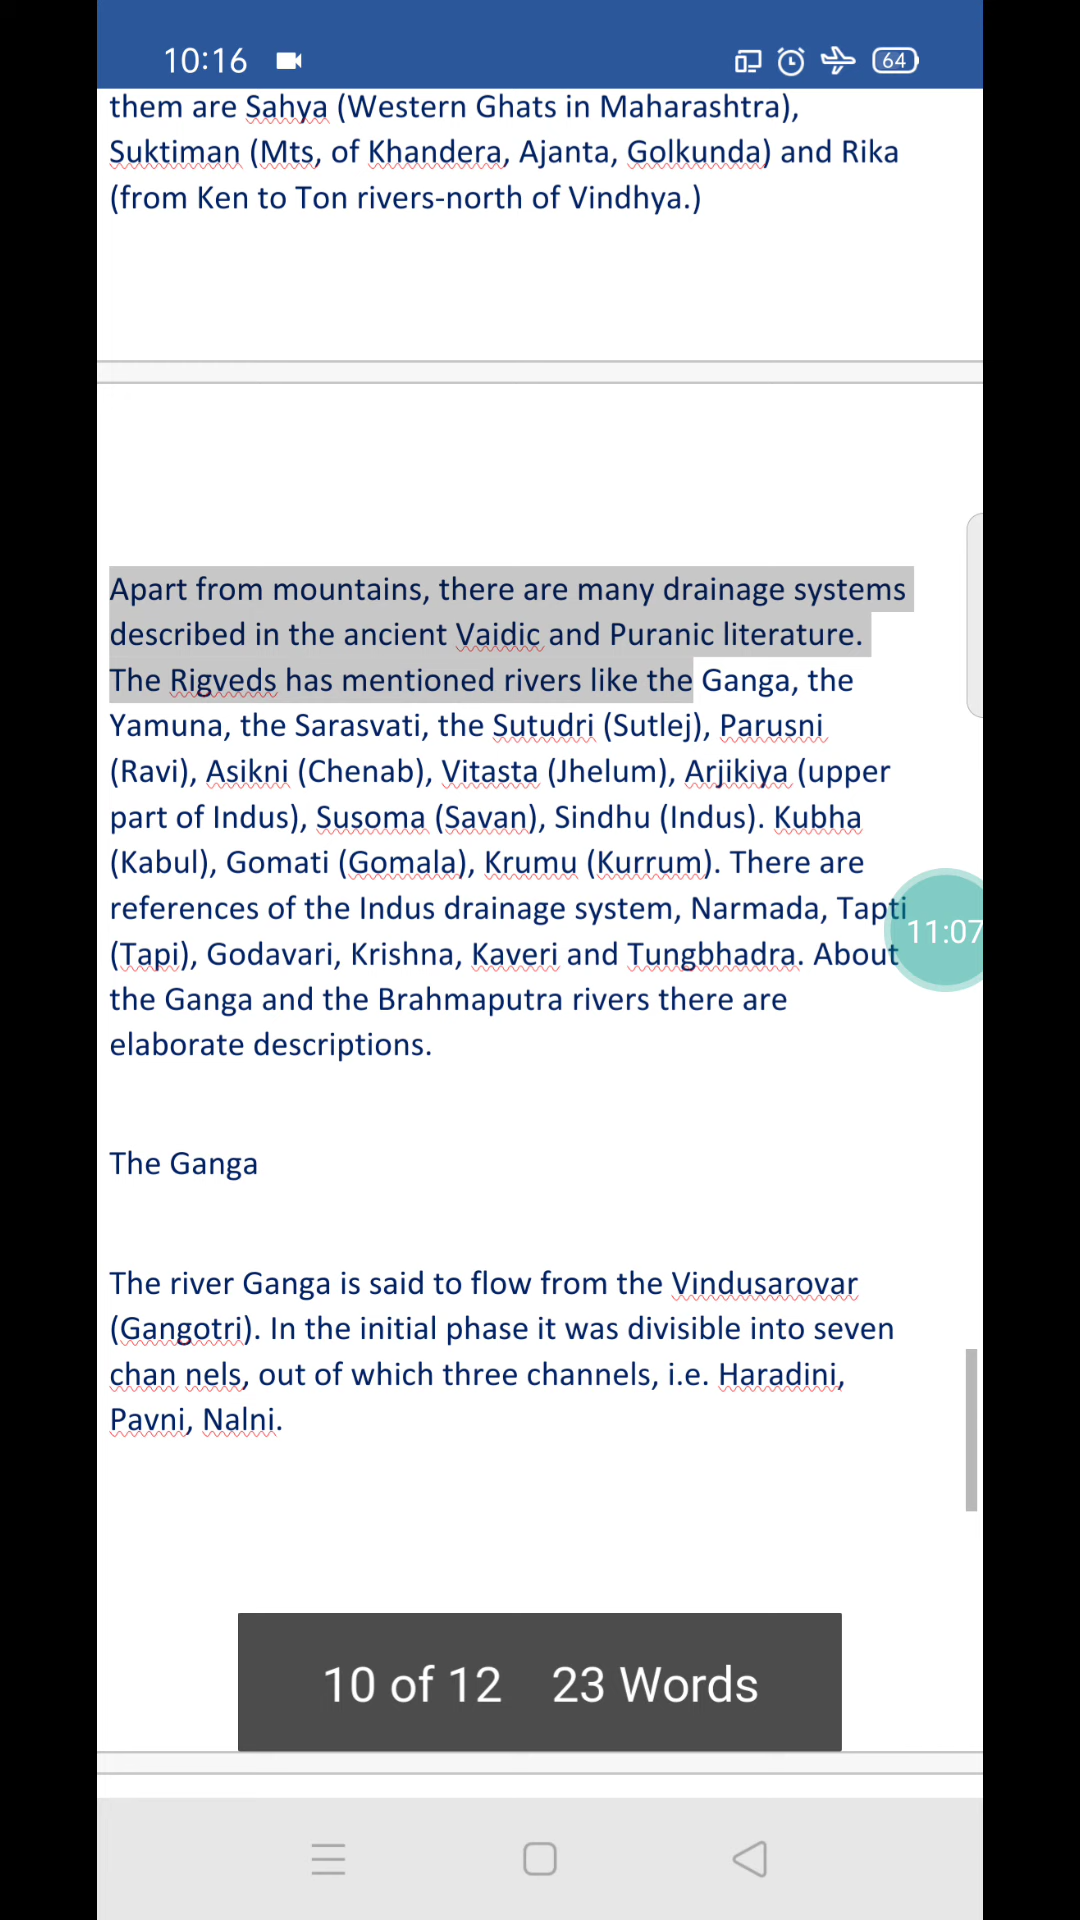 10:16
64
them are Sahya (Western Ghats in Maharashtra),
Suktiman (Mts, of Khandera, Ajanta, Golkunda) and Rika
(from Ken to Ton rivers-north of Vindhya.)
Apart from mountains, there are many drainage systems
described in the ancient Vaidic and Puranic literature.
The Rigveds has mentioned rivers like the Ganga, the
Yamuna, the Sarasvati, the Sutudri (Sutlej), Parusni
(Ravi), Asikni (Chenab), Vitasta (Jhelum), Arjikiya (upper
part of Indus), Susoma (Savan), Sindhu (Indus). Kubha
(Kabul), Gomati (Gomala), Krumu (Kurrum). There are
references of the Indus drainage system, Narmada, Tapti
11:07
(Tapi), Godavari, Krishna, Kaveri and Tungbhadra. About
the Ganga and the Brahmaputra rivers there are
elaborate descriptions.
The Ganga
The river Ganga is said to flow from the Vindusarovar
(Gangotri). In the initial phase it was divisible into seven
chan nels, out of which three channels, i.e. Haradini,
Pavni, Nalni.
10 of 12 23 Words